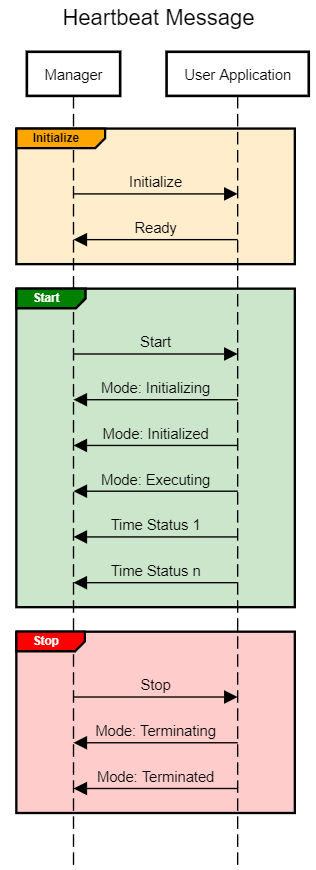 Heartbeat Message
Manager
User Application
Initialize
Initialize
Ready
Start
Start
Mode: Initializing
Mode: Initialized
Mode: Executing
Time Status 1
Time Status n
Stop
Stop
Mode: Terminating
Mode: Terminated